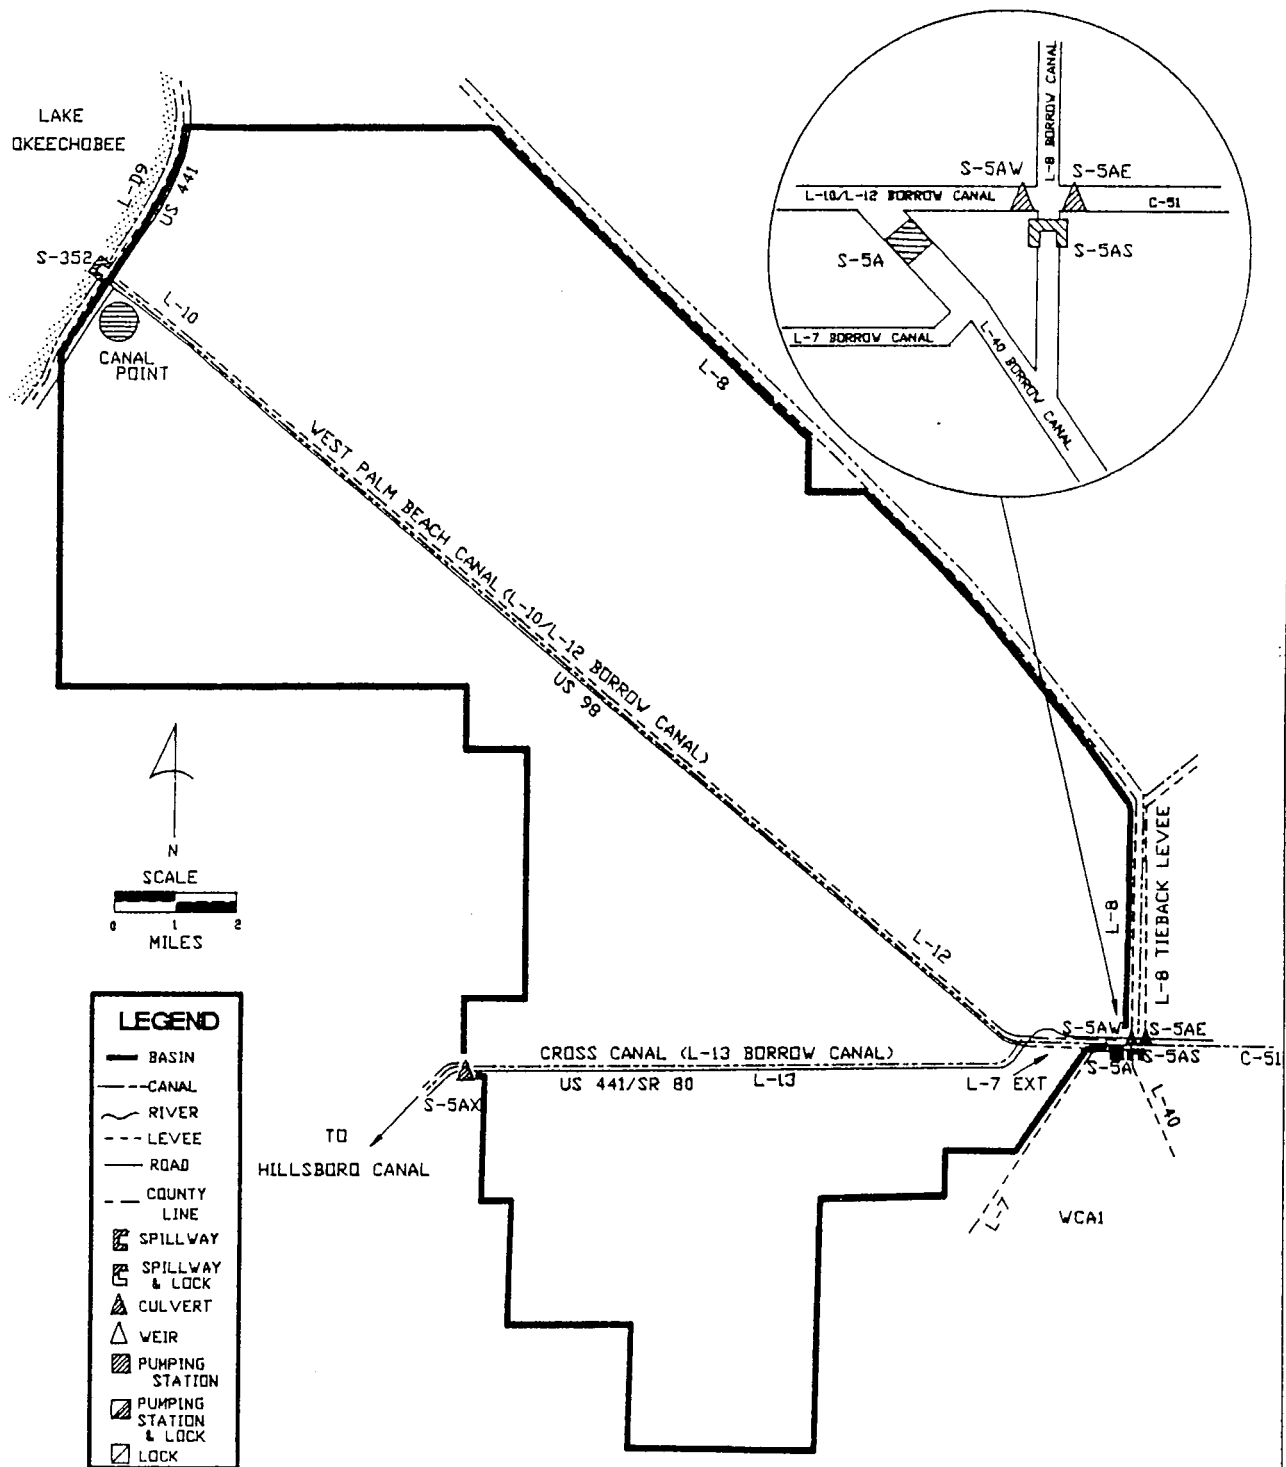 LAKE
OKEECHOBEE
L-D9
US 441
S-352
L-10
CANAL
POINT
L-8
WEST PALM BEACH CANAL (L-10/L-12 BORROW CANAL)
US 98
L-8 BORROW CANAL
S-5AW
S-5AE
L-10/L-12 BORROW CANAL
C-51
S-5A
S-5AS
L-7 BORROW CANAL
L-40 BORROW CANAL
N
SCALE
0 1 2
MILES
L-12
L-8
L-8 TIEBACK LEVEE
S-5AW
S-5AE
CROSS CANAL (L-13 BORROW CANAL)
US 441/SR 80
L-13
L-7 EXT
S-5A
S-5AS
C-51
S-5AX
L-40
TO
HILLSBORO CANAL
L-7
WCA1
LEGEND
BASIN
CANAL
RIVER
LEVEE
ROAD
COUNTY
LINE
SPILLWAY
SPILLWAY
& LOCK
CULVERT
WEIR
PUMPING
STATION
PUMPING
STATION
& LOCK
LOCK